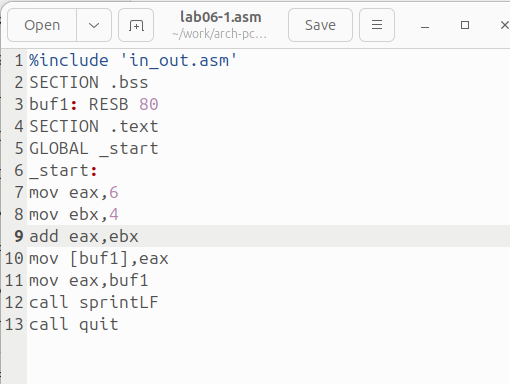 Open
lab06-1.asm
~/work/arch-pc…
Save
1 %include 'in_out.asm'
2 SECTION .bss
3 buf1: RESB 80
4 SECTION .text
5 GLOBAL _start
6 _start:
7 mov eax,6
8 mov ebx,4
9 add eax,ebx
10 mov [buf1],eax
11 mov eax,buf1
12 call sprintLF
13 call quit